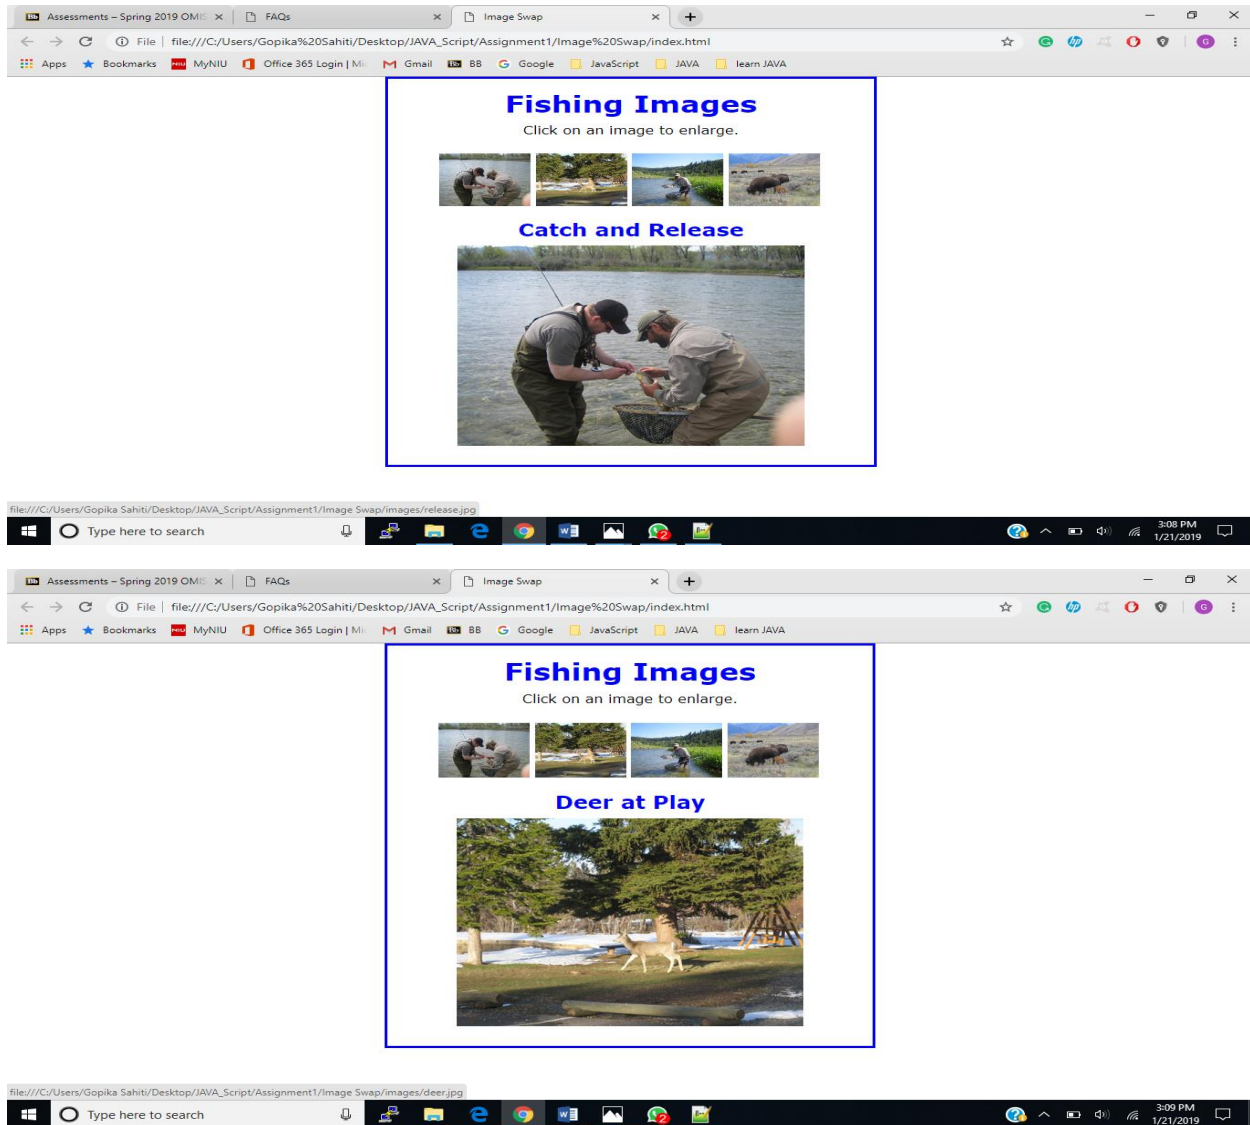 Assessments – Spring 2019 OMIS
FAQs
Image Swap
File | file:///C:/Users/Gopika%20Sahiti/Desktop/JAVA_Script/Assignment1/Image%20Swap/index.html
Apps Bookmarks MyNIU Office 365 Login | Mi Gmail BB Google JavaScript JAVA learn JAVA
Fishing Images
Click on an image to enlarge.
Catch and Release
file:///C:/Users/Gopika Sahiti/Desktop/JAVA_Script/Assignment1/Image Swap/images/release.jpg
Type here to search
2
3:08 PM
1/21/2019
Assessments – Spring 2019 OMIS
FAQs
Image Swap
File | file:///C:/Users/Gopika%20Sahiti/Desktop/JAVA_Script/Assignment1/Image%20Swap/index.html
Apps Bookmarks MyNIU Office 365 Login | Mi Gmail BB Google JavaScript JAVA learn JAVA
Fishing Images
Click on an image to enlarge.
Deer at Play
file:///C:/Users/Gopika Sahiti/Desktop/JAVA_Script/Assignment1/Image Swap/images/deer.jpg
Type here to search
2
3:09 PM
1/21/2019